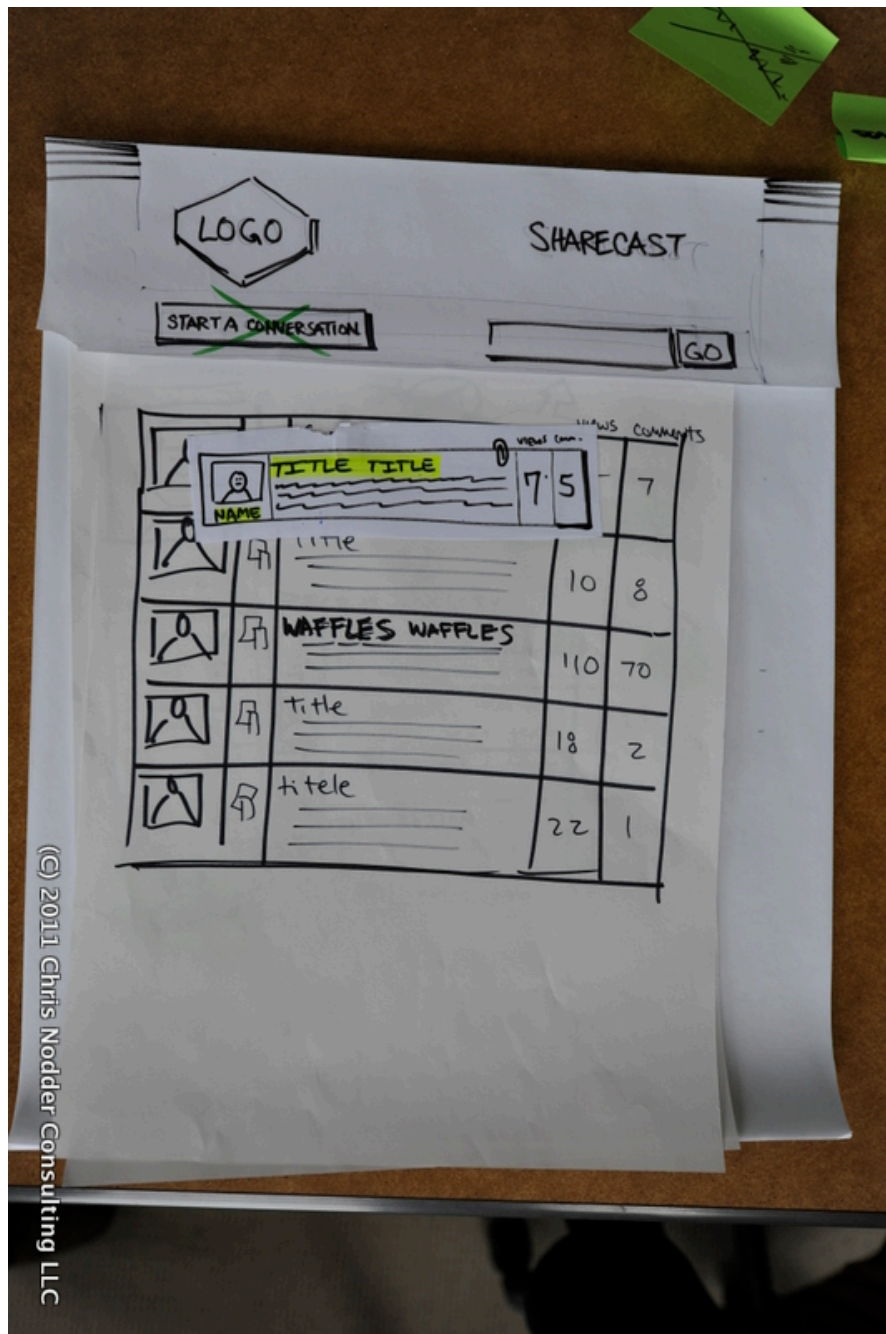 LOGO
SHARECAST
START A CONVERSATION
GO
views comments
views com.
TITLE TITLE
7 5
NAME
7
Title
10 8
WAFFLES WAFFLES
110 70
title
18 2
titele
22 1
(C) 2011 Chris Nodder Consulting LLC